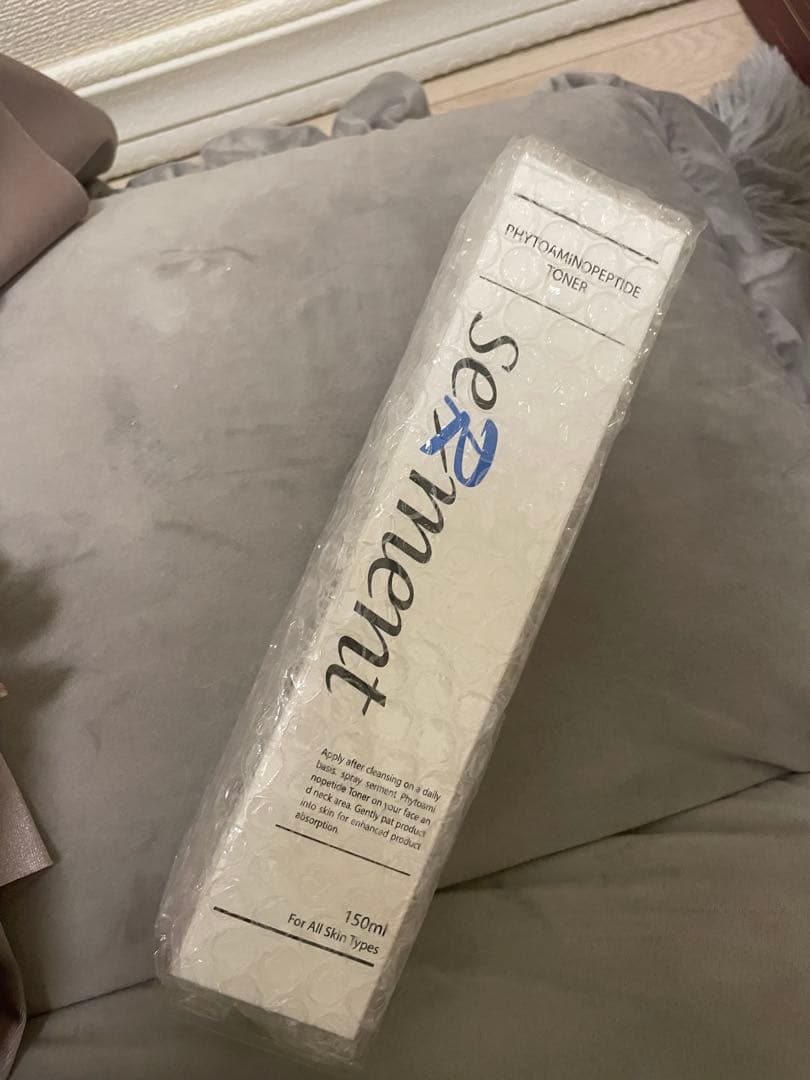 PHYTOAMINOPEPTIDE
TONER
serment
Apply after cleansing on a daily
basis, spray serment Phytoami
nopetide Toner on your face an
d neck area. Gently pat product
into skin for enhanced product
absorption.
150ml
For All Skin Types